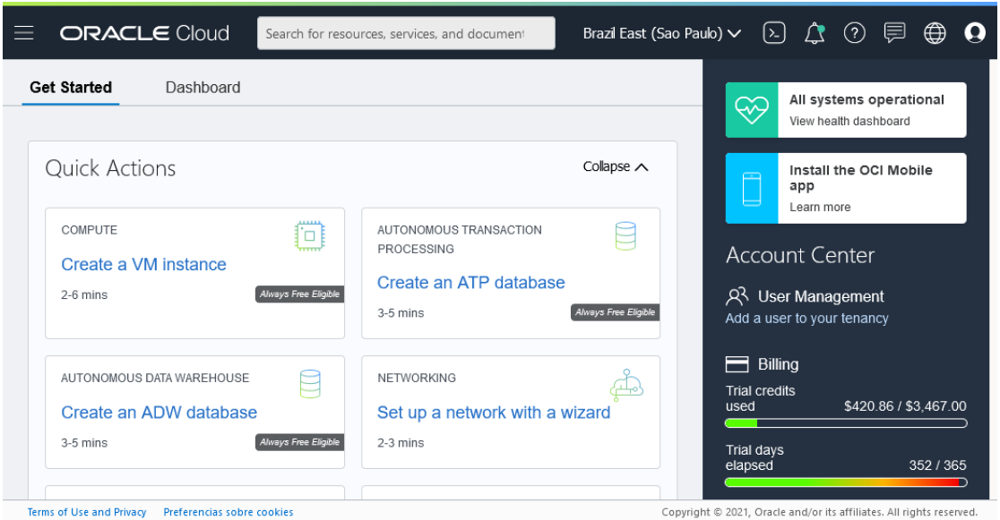 ORACLE Cloud
Search for resources, services, and document
Brazil East (Sao Paulo)
Get Started
Dashboard
Quick Actions
Collapse
COMPUTE
Create a VM instance
2-6 mins
Always Free Eligible
AUTONOMOUS TRANSACTION
PROCESSING
Create an ATP database
3-5 mins
Always Free Eligible
AUTONOMOUS DATA WAREHOUSE
Create an ADW database
3-5 mins
Always Free Eligible
NETWORKING
Set up a network with a wizard
2-3 mins
All systems operational
View health dashboard
Install the OCI Mobile
app
Learn more
Account Center
User Management
Add a user to your tenancy
Billing
Trial credits
used
$420.86 / $3,467.00
Trial days
elapsed
352 / 365
Terms of Use and Privacy
Preferencias sobre cookies
Copyright © 2021, Oracle and/or its affiliates. All rights reserved.